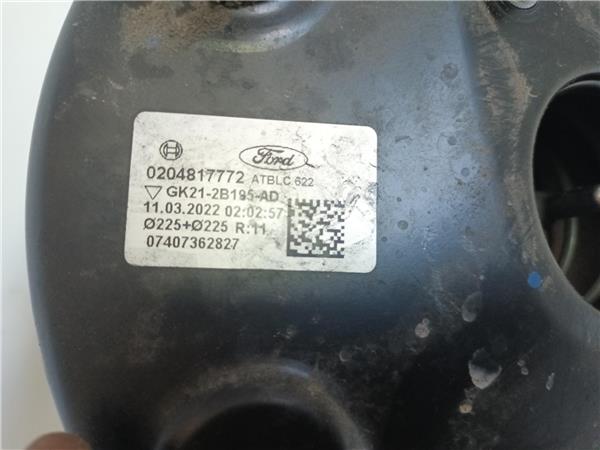 Ford
0204817772 ATBLC 622
▽ GK21-2B195-AD
11.03.2022 02:02:57
Ø225+Ø225 R:11
07407362827